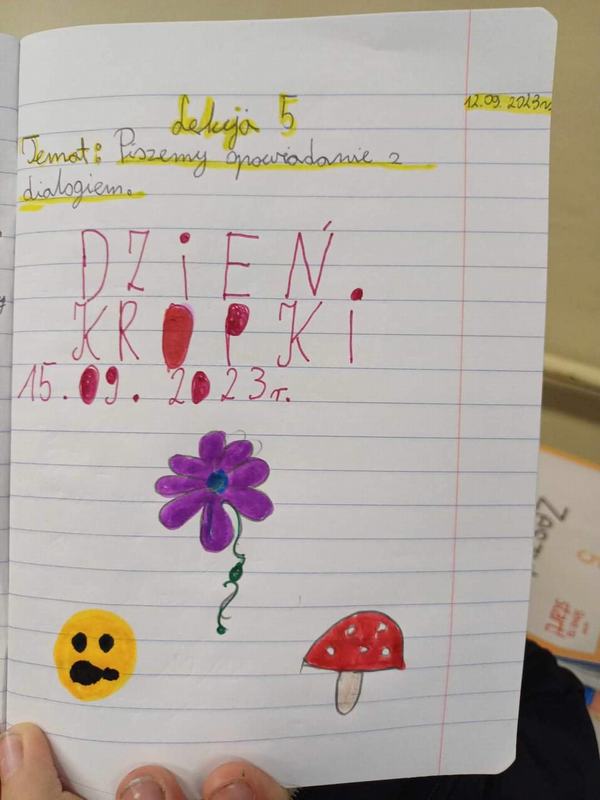 12.09.2023r.
Lekcja 5
Temat: Piszemy opowiadanie z
dialogiem.
DZiEŃ
KROPKi
15.09.2023r.